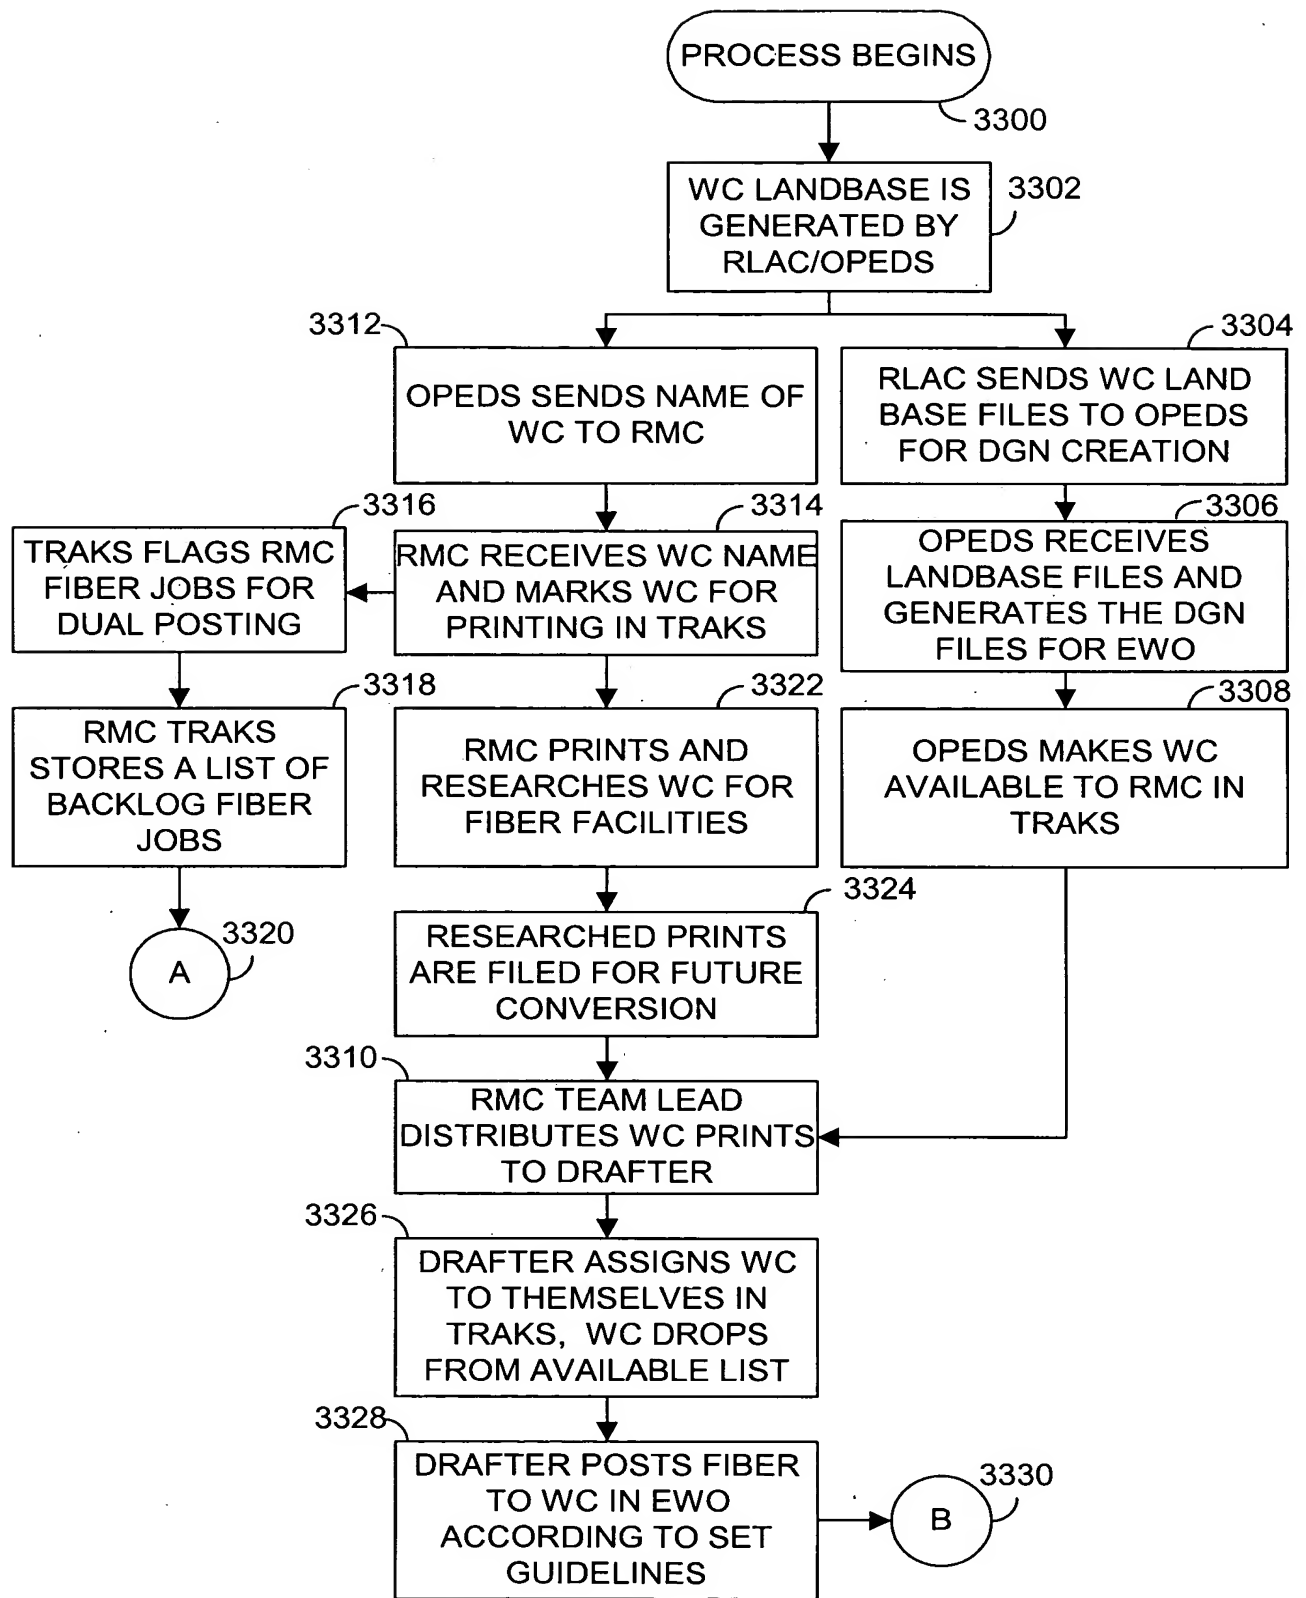 PROCESS BEGINS
3300
WC LANDBASE IS
GENERATED BY
RLAC/OPEDS
3302
3312
OPEDS SENDS NAME OF
WC TO RMC
3304
RLAC SENDS WC LAND
BASE FILES TO OPEDS
FOR DGN CREATION
3316
TRAKS FLAGS RMC
FIBER JOBS FOR
DUAL POSTING
3314
RMC RECEIVES WC NAME
AND MARKS WC FOR
PRINTING IN TRAKS
3306
OPEDS RECEIVES
LANDBASE FILES AND
GENERATES THE DGN
FILES FOR EWO
3318
RMC TRAKS
STORES A LIST OF
BACKLOG FIBER
JOBS
3322
RMC PRINTS AND
RESEARCHES WC FOR
FIBER FACILITIES
3308
OPEDS MAKES WC
AVAILABLE TO RMC IN
TRAKS
3320
A
3324
RESEARCHED PRINTS
ARE FILED FOR FUTURE
CONVERSION
3310
RMC TEAM LEAD
DISTRIBUTES WC PRINTS
TO DRAFTER
3326
DRAFTER ASSIGNS WC
TO THEMSELVES IN
TRAKS, WC DROPS
FROM AVAILABLE LIST
3328
DRAFTER POSTS FIBER
TO WC IN EWO
ACCORDING TO SET
GUIDELINES
3330
B